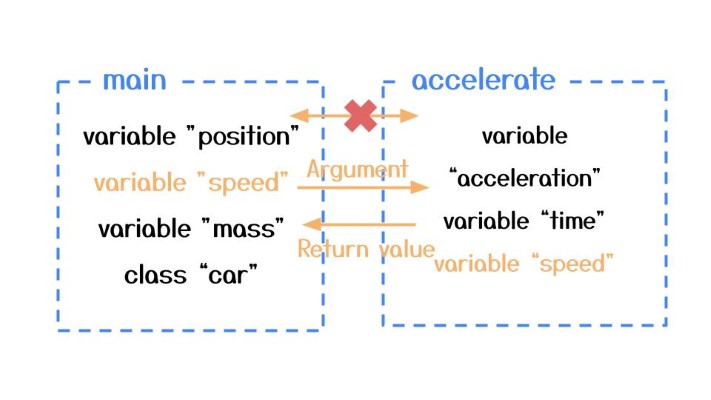 main
variable ”position”
variable ”speed”
variable ”mass”
class “car”
Argument
Return value
accelerate
variable
“acceleration”
variable “time”
variable “speed”